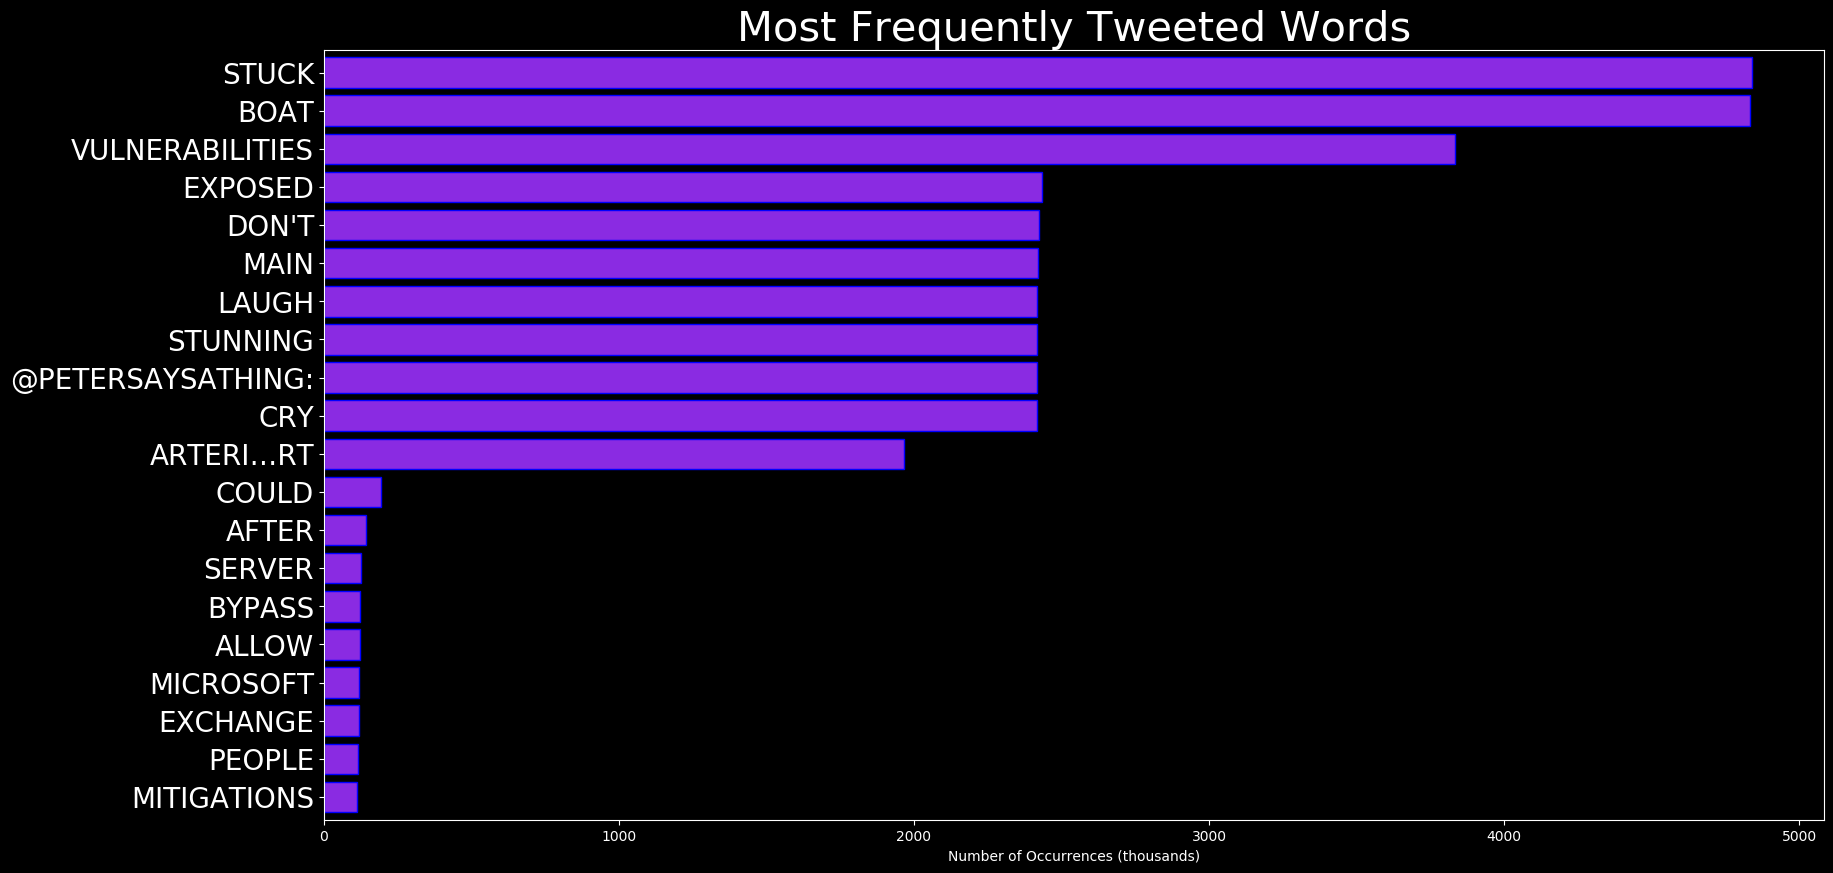 Most Frequently Tweeted Words
STUCK
BOAT
VULNERABILITIES
EXPOSED
DON'T
MAIN
LAUGH
STUNNING
@PETERSAYSATHING:
CRY
ARTERI…RT
COULD
AFTER
SERVER
BYPASS
ALLOW
MICROSOFT
EXCHANGE
PEOPLE
MITIGATIONS
0 1000 2000 3000 4000 5000
Number of Occurrences (thousands)